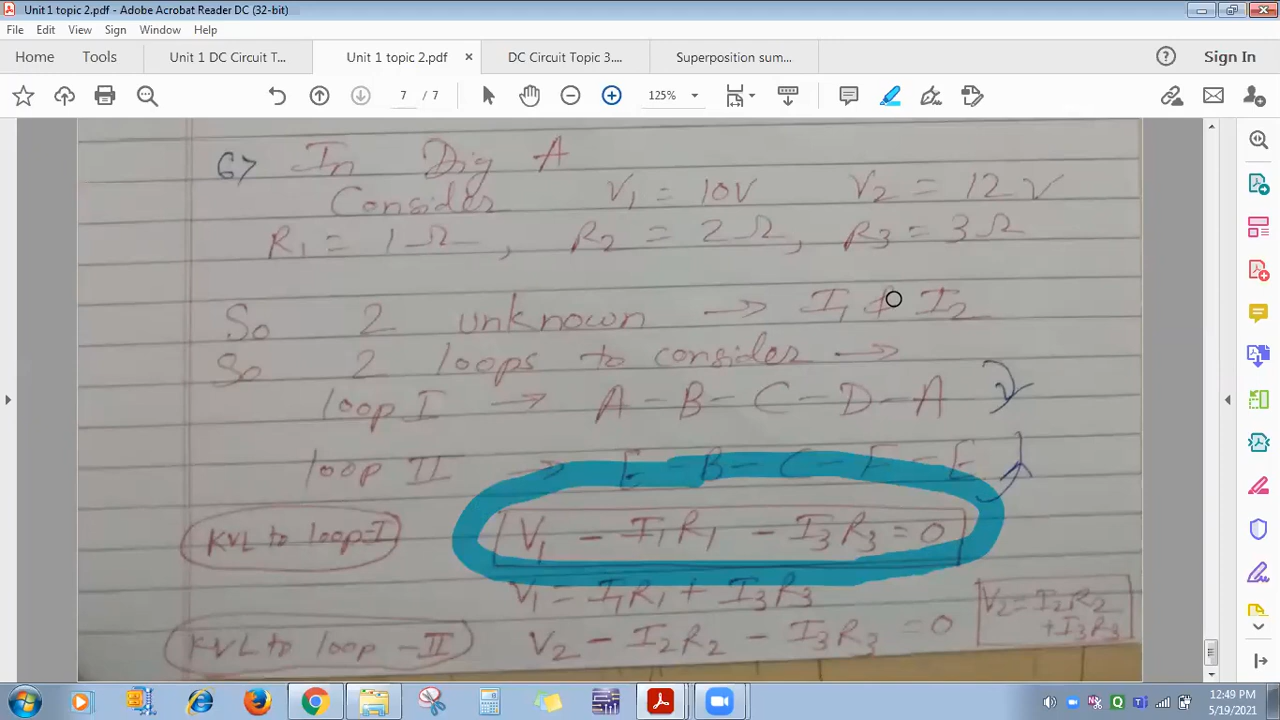 Unit 1 topic 2.pdf - Adobe Acrobat Reader DC (32-bit)
File Edit View Sign Window Help
Home Tools Unit 1 DC Circuit T... Unit 1 topic 2.pdf × DC Circuit Topic 3.... Superposition sum... Sign In
7 / 7 125%
6> In Dig A
Consider V1 = 10V V2 = 12 V
R1 = 1Ω, R2 = 2Ω, R3 = 3Ω
So 2 unknown → I1 & I2
So 2 loops to consider →
loop I → A - B - C - D - A
loop II → E - B - C - F - E
KVL to loop-I V1 - I1R1 - I3R3 = 0
V1 = I1R1 + I3R3
KVL to loop - II V2 - I2R2 - I3R3 = 0
V2 = I2R2
+ I3R3
12:49 PM
5/19/2021